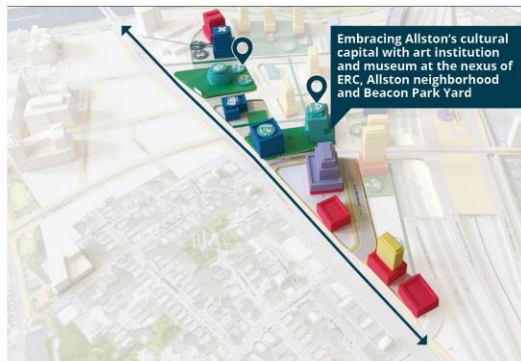 Embracing Allston’s cultural
capital with art institution
and museum at the nexus of
ERC, Allston neighborhood
and Beacon Park Yard